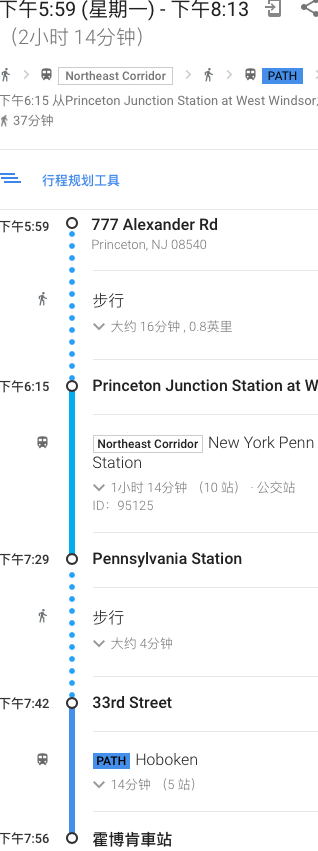 下午5:59 (星期一) - 下午8:13
（2小时 14分钟）
Northeast Corridor
PATH
下午6:15 从Princeton Junction Station at West Windsor.
37分钟
行程规划工具
下午5:59
777 Alexander Rd
Princeton, NJ 08540
步行
大约 16分钟 , 0.8英里
下午6:15
Princeton Junction Station at W
Northeast Corridor New York Penn
Station
1小时 14分钟 （10 站） · 公交站
ID： 95125
下午7:29
Pennsylvania Station
步行
大约 4分钟
下午7:42
33rd Street
PATH Hoboken
14分钟 （5 站）
下午7:56
霍博肯車站